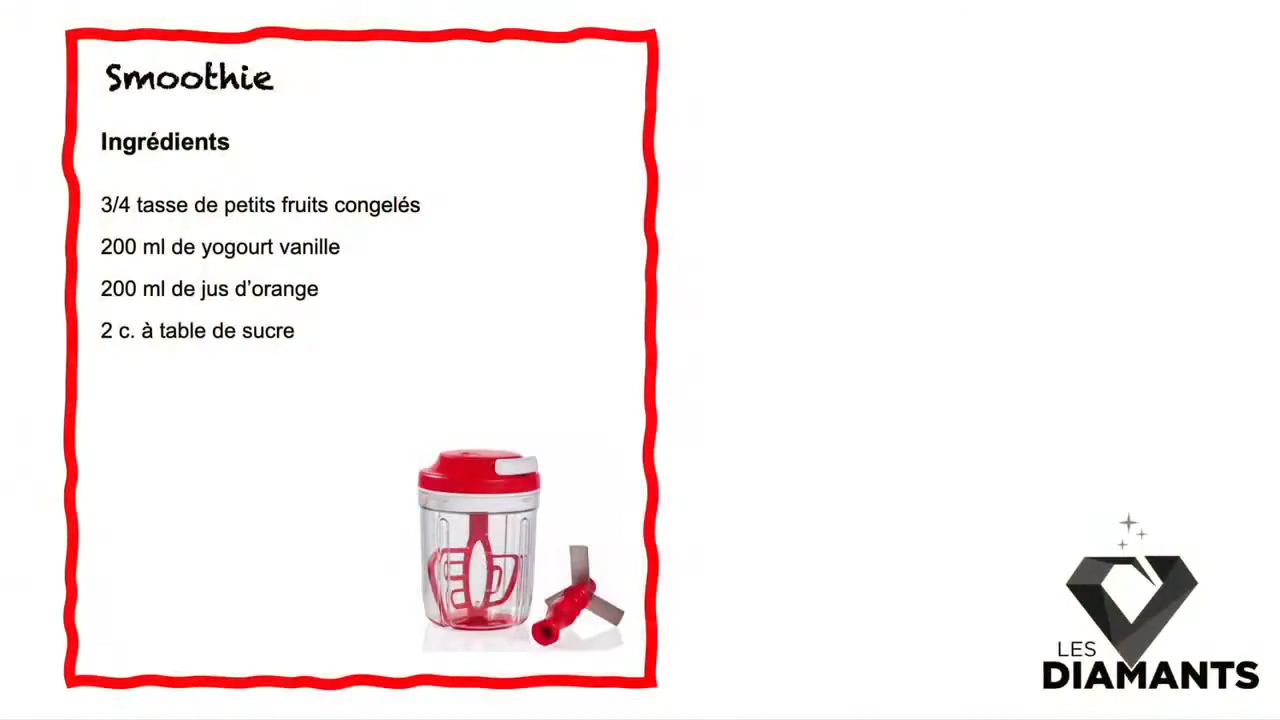 Smoothie
Ingrédients
3/4 tasse de petits fruits congelés
200 ml de yogourt vanille
200 ml de jus d’orange
2 c. à table de sucre
LES
DIAMANTS